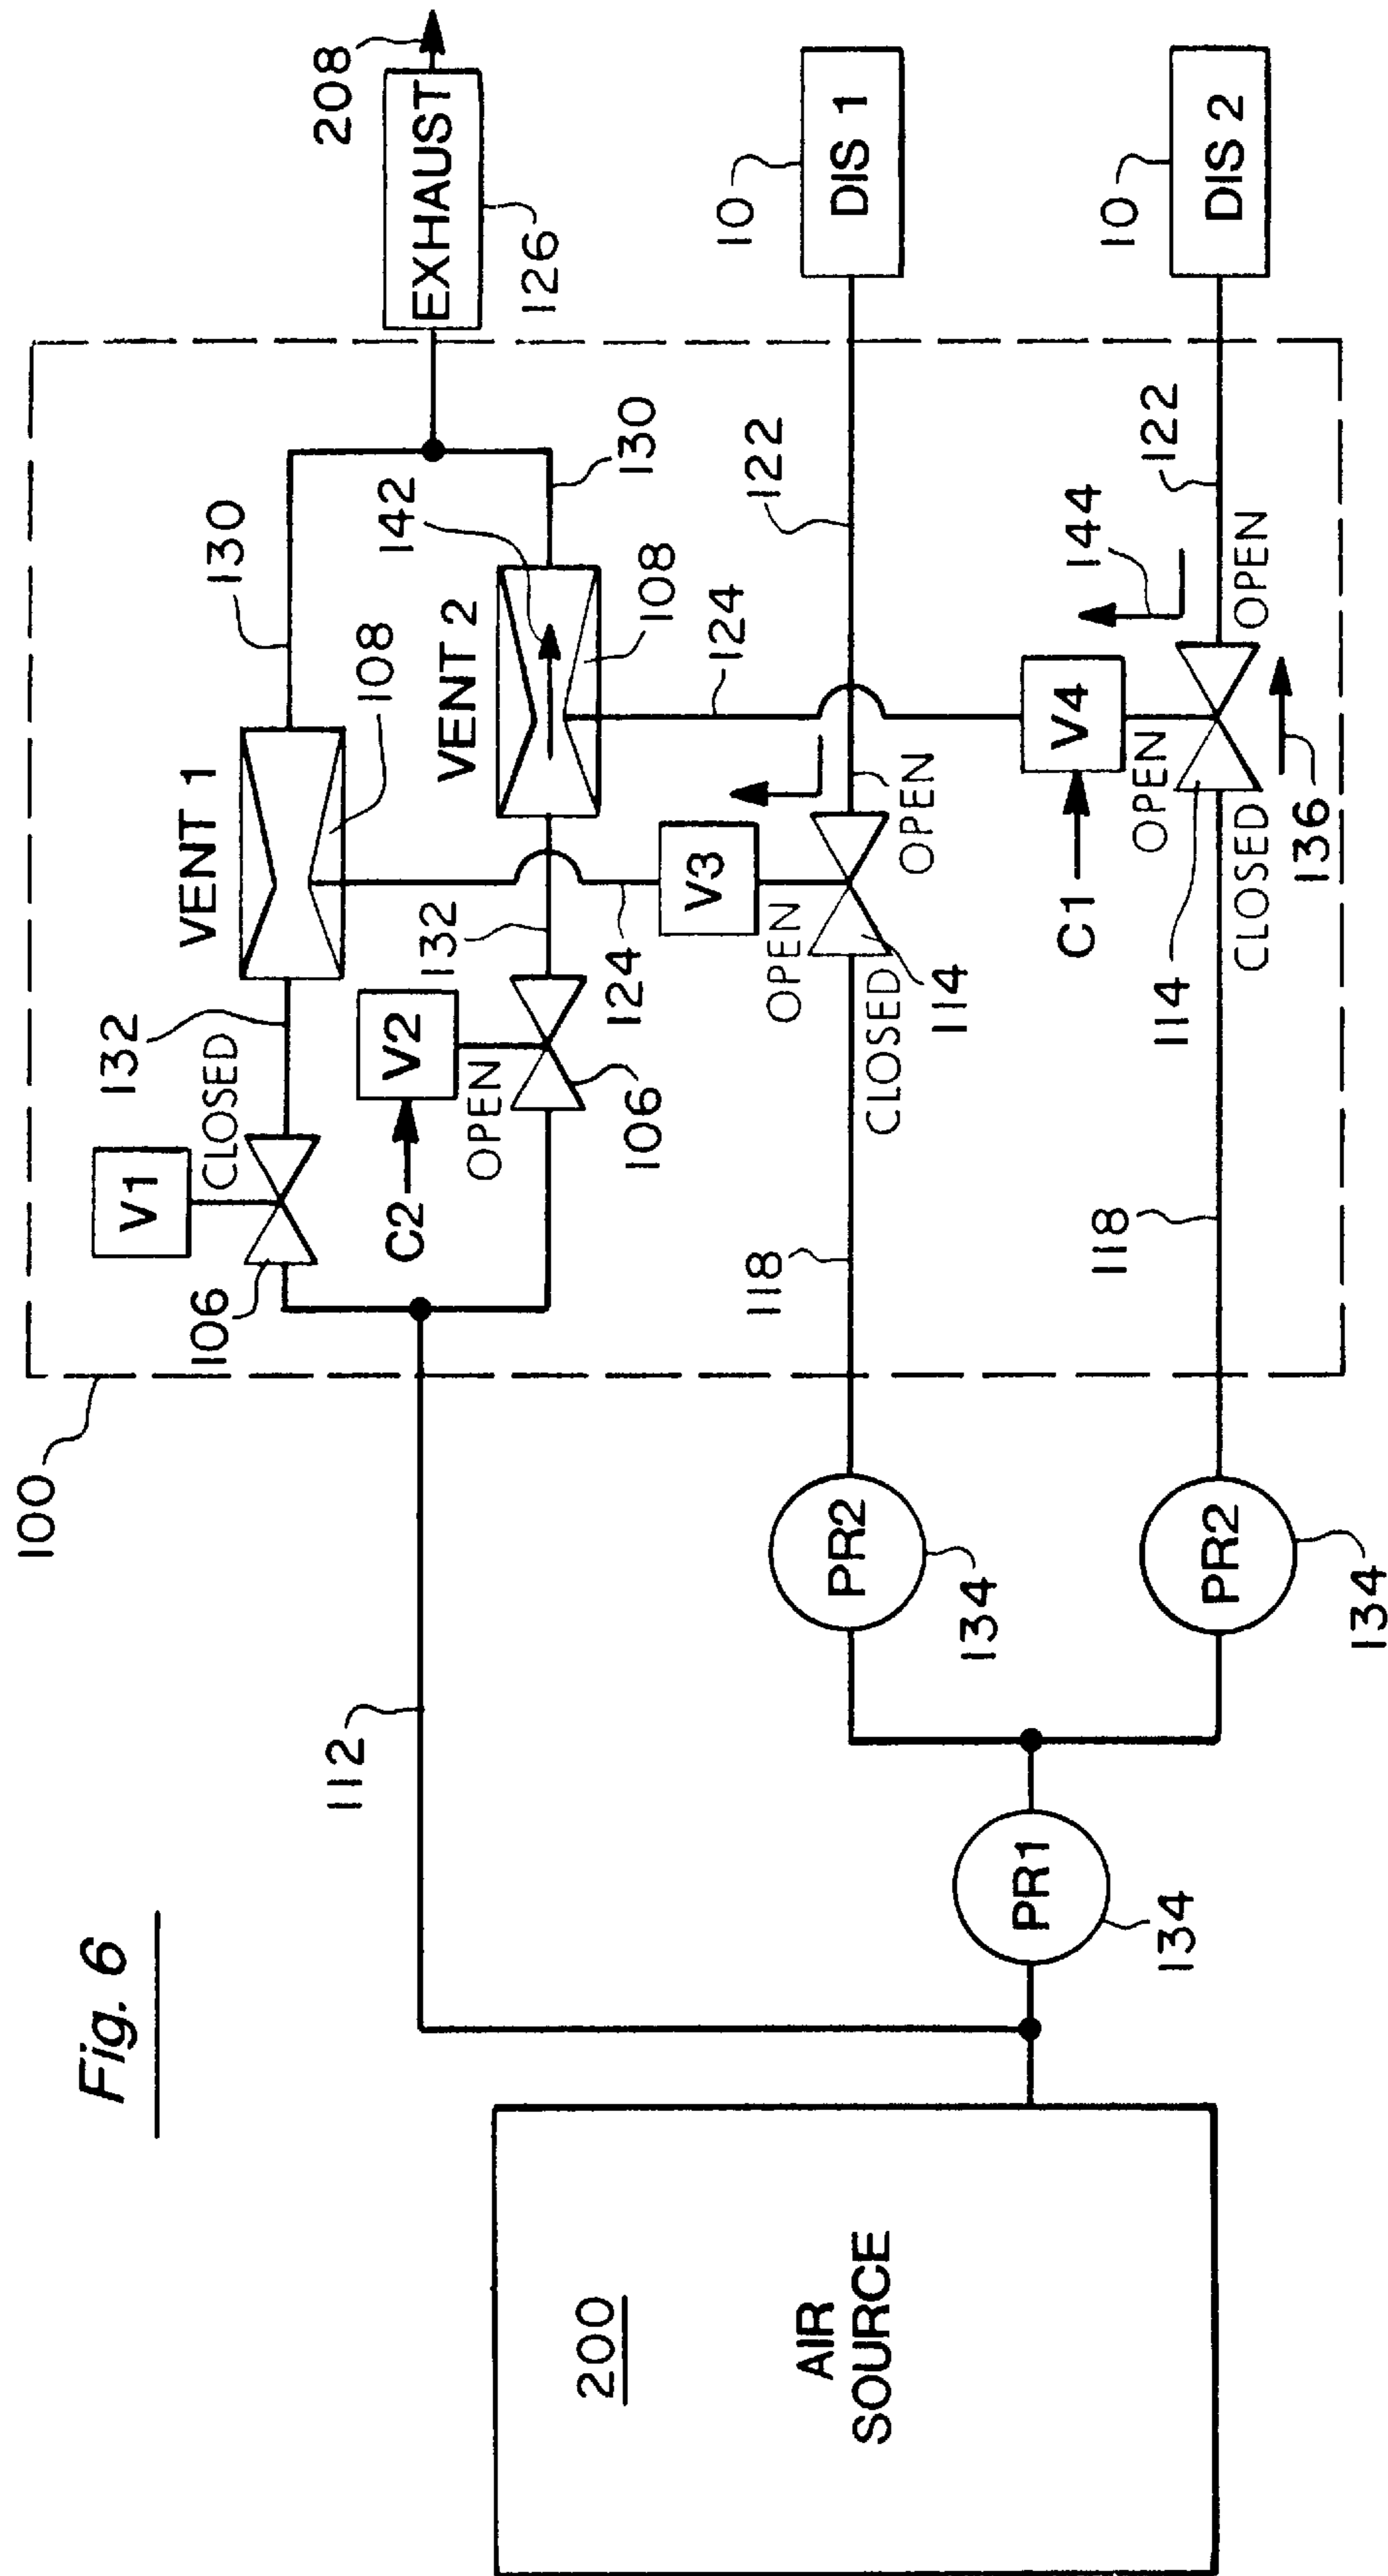 Fig. 6
100
V1
106
CLOSED
132
VENT 1
108
130
C2
V2
OPEN
106
132
VENT 2
142
108
130
EXHAUST
126
208
112
124
V3
OPEN
CLOSED
114
OPEN
124
122
10
DIS 1
118
PR2
134
C1
V4
OPEN
CLOSED
114
136
144
OPEN
122
10
DIS 2
118
PR2
134
PR1
134
200
AIR
SOURCE